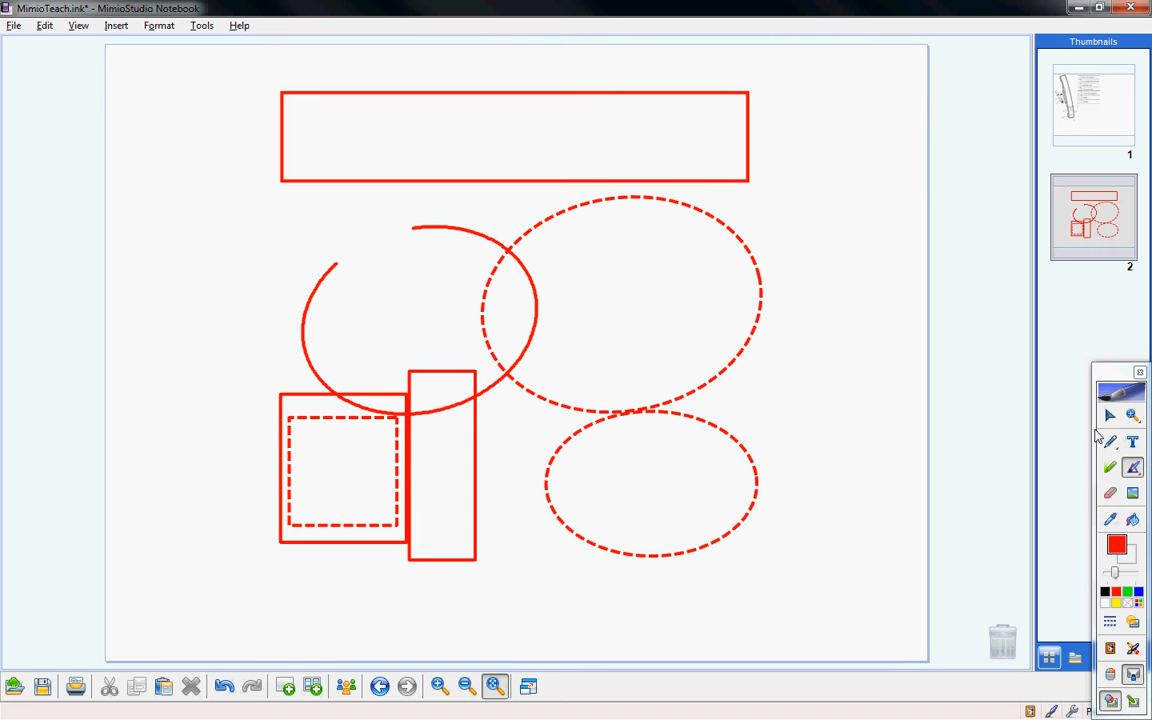 MimioTeach.ink* - MimioStudio Notebook
File Edit View Insert Format Tools Help
Thumbnails
1
2
T